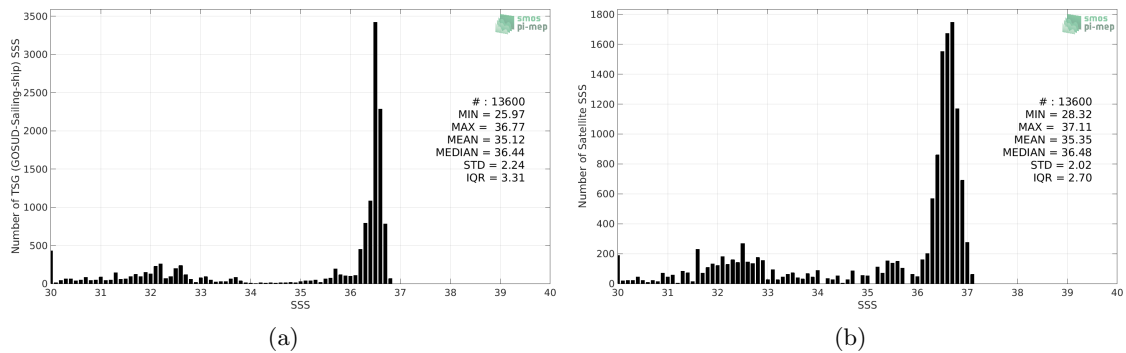 3500
3000
2500
2000
1500
1000
500
0
Number of TSG (GOSUD-Sailing-ship) SSS
smos
pi-mep
# : 13600
MIN = 25.97
MAX = 36.77
MEAN = 35.12
MEDIAN = 36.44
STD = 2.24
IQR = 3.31
30 31 32 33 34 35 36 37 38 39 40
SSS
(a)
1800
1600
1400
1200
1000
800
600
400
200
0
Number of Satellite SSS
smos
pi-mep
# : 13600
MIN = 28.32
MAX = 37.11
MEAN = 35.35
MEDIAN = 36.48
STD = 2.02
IQR = 2.70
30 31 32 33 34 35 36 37 38 39 40
SSS
(b)